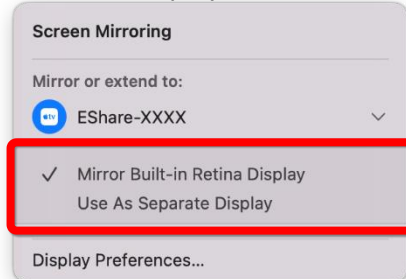 Screen Mirroring
Mirror or extend to:
EShare-XXXX
✓ Mirror Built-in Retina Display
Use As Separate Display
Display Preferences...